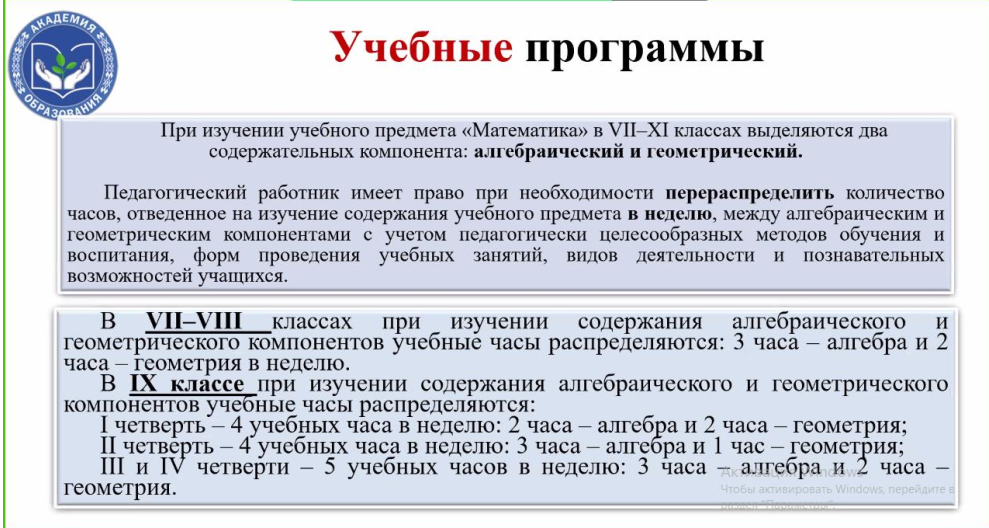 АКАДЕМИЯ
ОБРАЗОВАНИЯ
Учебные программы
При изучении учебного предмета «Математика» в VII–XI классах выделяются два
содержательных компонента: алгебраический и геометрический.
Педагогический работник имеет право при необходимости перераспределить количество
часов, отведенное на изучение содержания учебного предмета в неделю, между алгебраическим и
геометрическим компонентами с учетом педагогически целесообразных методов обучения и
воспитания, форм проведения учебных занятий, видов деятельности и познавательных
возможностей учащихся.
В VII–VIII классах при изучении содержания алгебраического и
геометрического компонентов учебные часы распределяются: 3 часа – алгебра и 2
часа – геометрия в неделю.
В IX классе при изучении содержания алгебраического и геометрического
компонентов учебные часы распределяются:
I четверть – 4 учебных часа в неделю: 2 часа – алгебра и 2 часа – геометрия;
II четверть – 4 учебных часа в неделю: 3 часа – алгебра и 1 час – геометрия;
III и IV четверти – 5 учебных часов в неделю: 3 часа – алгебра и 2 часа –
геометрия.
Чтобы активировать Windows, перейдите в